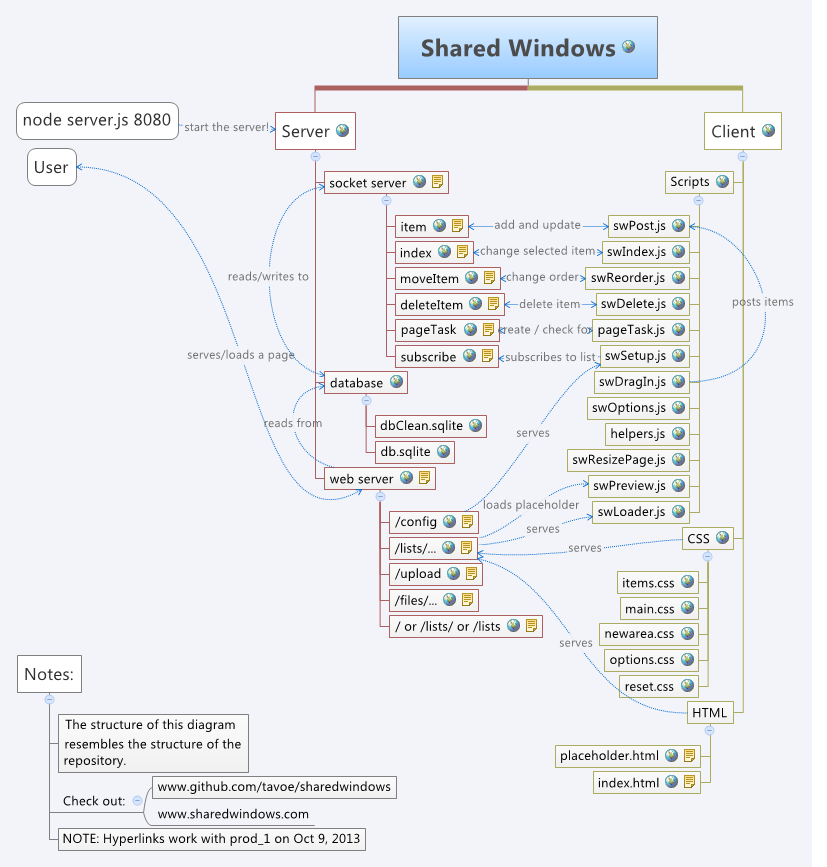 Shared Windows
node server.js 8080
start the server!
Server
Client
User
socket server
Scripts
item
add and update
swPost.js
index
change selected item
swIndex.js
moveItem
change order
swReorder.js
reads/writes to
deleteItem
delete item
swDelete.js
posts items
pageTask
reate / check fo
pageTask.js
serves/loads a page
subscribe
subscribes to list
swSetup.js
database
swDragIn.js
swOptions.js
reads from
dbClean.sqlite
serves
helpers.js
db.sqlite
swResizePage.js
web server
swPreview.js
loads placeholder
swLoader.js
/config
serves
CSS
/lists/...
serves
/upload
items.css
/files/...
main.css
/ or /lists/ or /lists
newarea.css
serves
options.css
reset.css
HTML
placeholder.html
index.html
Notes:
The structure of this diagram
resembles the structure of the
repository.
Check out:
www.github.com/tavoe/sharedwindows
www.sharedwindows.com
NOTE: Hyperlinks work with prod_1 on Oct 9, 2013